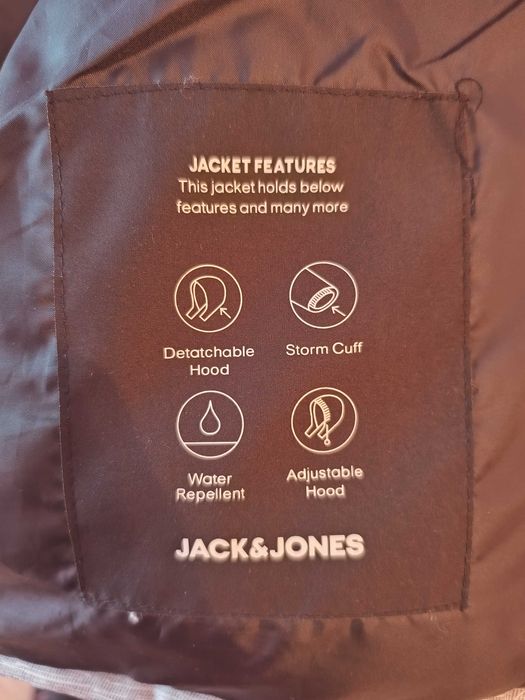 JACKET FEATURES
This jacket holds below
features and many more
Detatchable
Hood
Storm Cuff
Water
Repellent
Adjustable
Hood
JACK&JONES